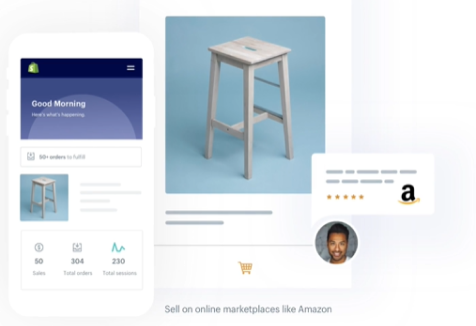 Good Morning
Here's what's happening.
50+ orders to fulfill
50
304
230
Sales
Total orders
Total sessions
a
Sell on online marketplaces like Amazon